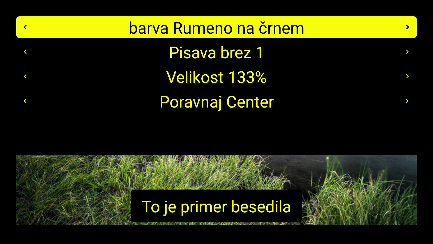 barva Rumeno na črnem
Pisava brez 1
Velikost 133%
Poravnaj Center
To je primer besedila